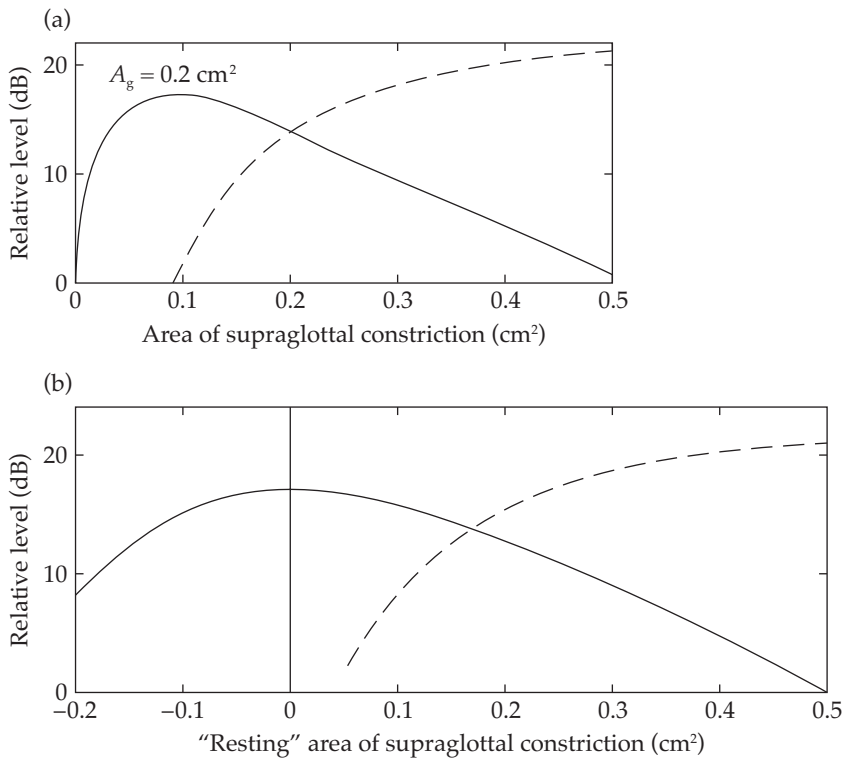 (a)
Relative level (dB)
20
10
0
A_g = 0.2 cm²
0 0.1 0.2 0.3 0.4 0.5
Area of supraglottal constriction (cm²)
(b)
Relative level (dB)
20
10
0
−0.2 −0.1 0 0.1 0.2 0.3 0.4 0.5
“Resting” area of supraglottal constriction (cm²)